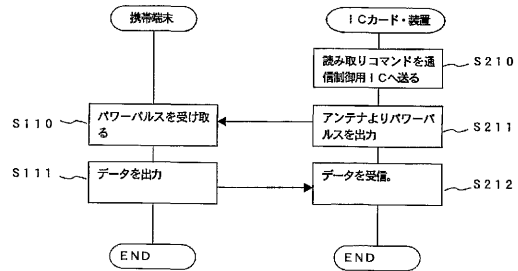 携帯端末
ICカード・装置
読み取りコマンドを通
信制御用ICへ送る
S210
S110
パワーパルスを受け取
る
アンテナよりパワーパ
ルスを出力
S211
S111
データを出力
データを受信。
S212
END
END